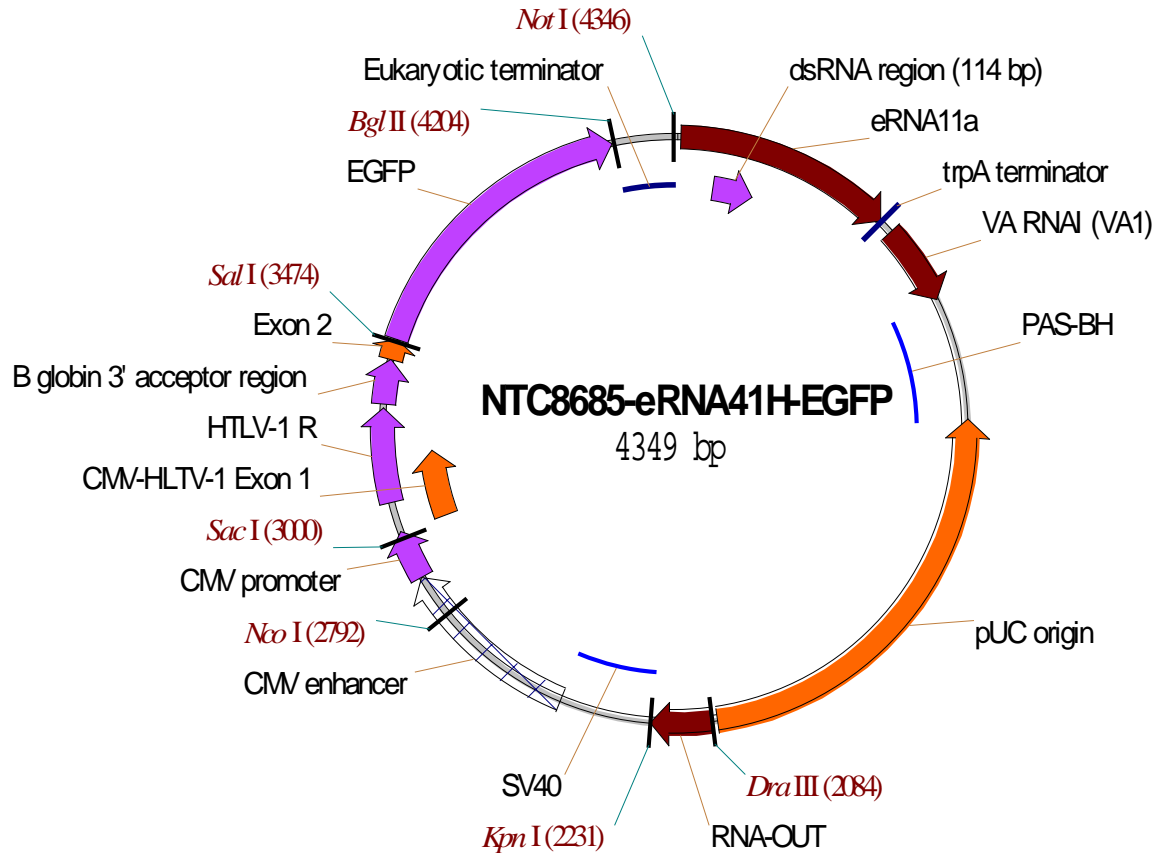 Not I (4346)
Eukaryotic terminator
dsRNA region (114 bp)
Bgl II (4204)
eRNA11a
EGFP
trpA terminator
VA RNAI (VA1)
Sal I (3474)
Exon 2
PAS-BH
B globin 3' acceptor region
NTC8685-eRNA41H-EGFP
HTLV-1 R
4349 bp
CMV-HLTV-1 Exon 1
Sac I (3000)
CMV promoter
Nco I (2792)
pUC origin
CMV enhancer
SV40
Dra III (2084)
Kpn I (2231)
RNA-OUT